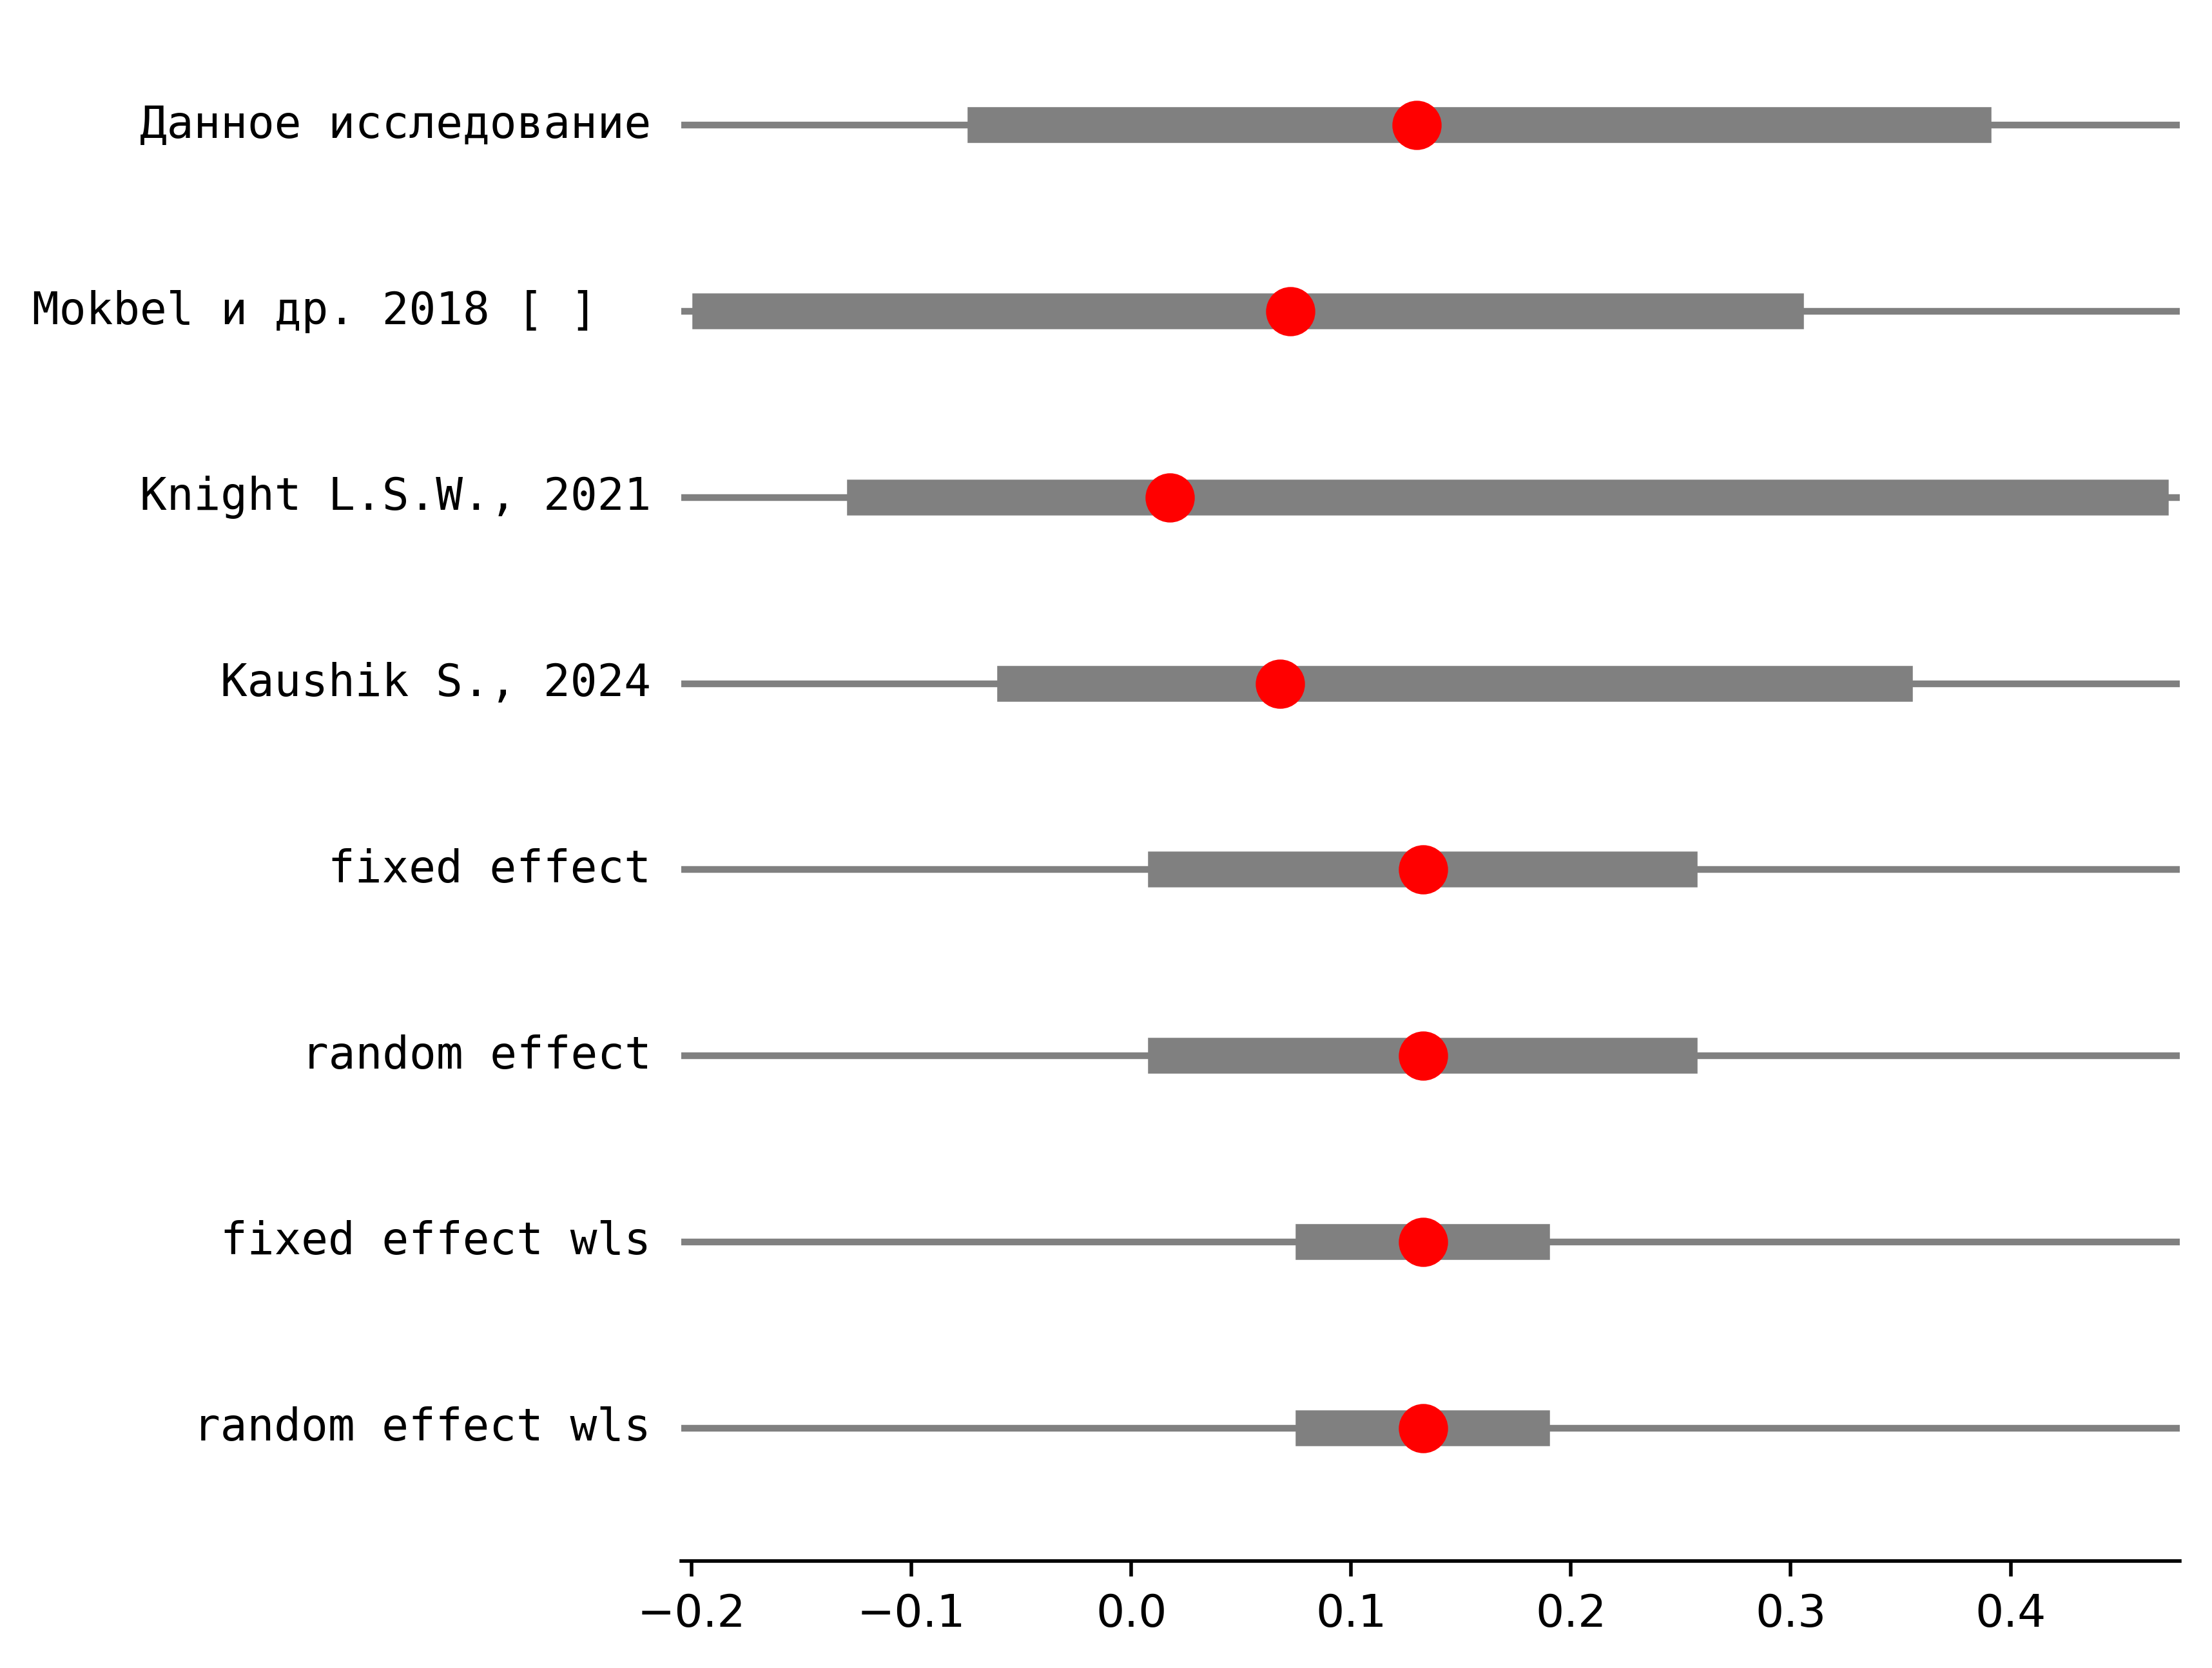 Данное исследование
Mokbel и др. 2018 [ ]
Knight L.S.W., 2021
Kaushik S., 2024
fixed effect
random effect
fixed effect wls
random effect wls
−0.2 −0.1 0.0 0.1 0.2 0.3 0.4